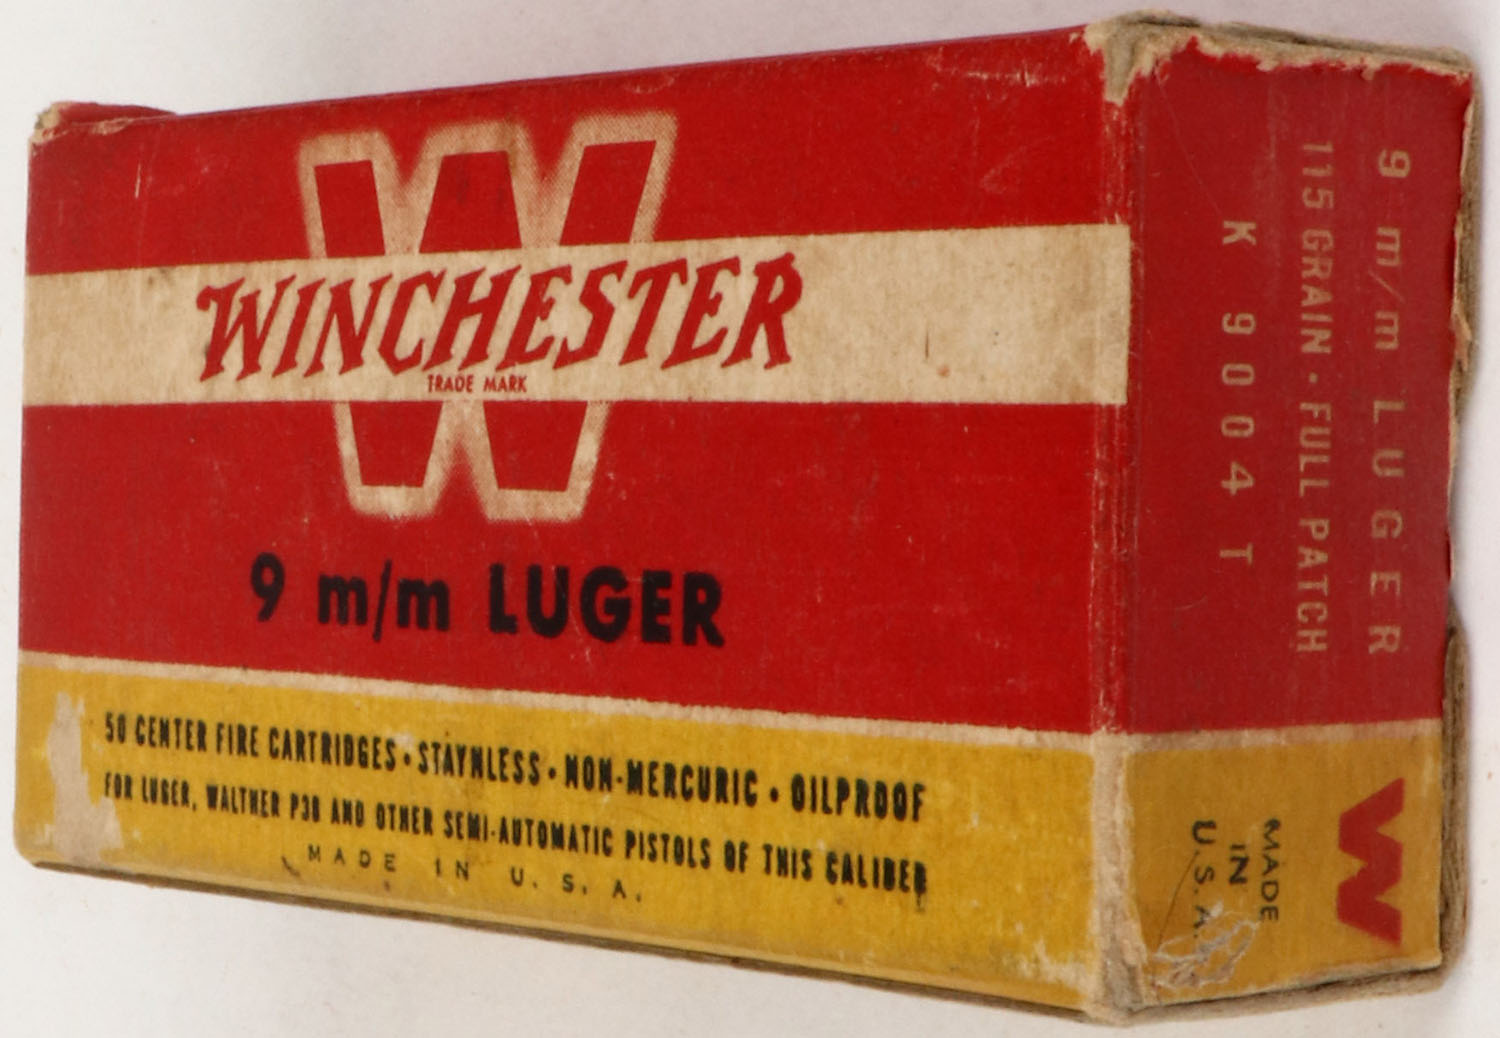 W
WINCHESTER
TRADE MARK
9 m/m LUGER
50 CENTER FIRE CARTRIDGES • STAYNLESS • NON-MERCURIC • OILPROOF
FOR LUGER, WALTHER P38 AND OTHER SEMI-AUTOMATIC PISTOLS OF THIS CALIBER
MADE IN U. S. A.
9 m/m LUGER
115 GRAIN • FULL PATCH
K 9004 T
W
MADE
IN
U.S.A.